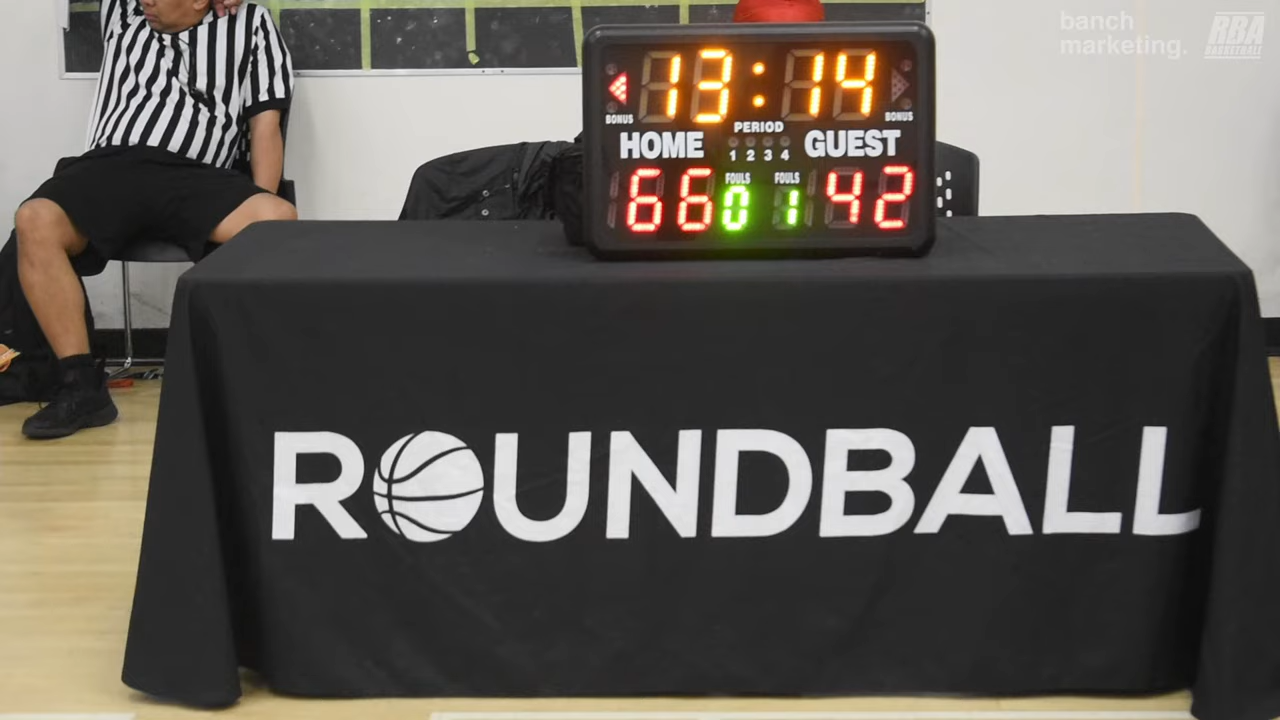 banch
marketing.
RBA
BASKETBALL
13:14
BONUS
BONUS
PERIOD
HOME
GUEST
1 2 3 4
FOULS
FOULS
66
0
1
42
ROUNDBALL